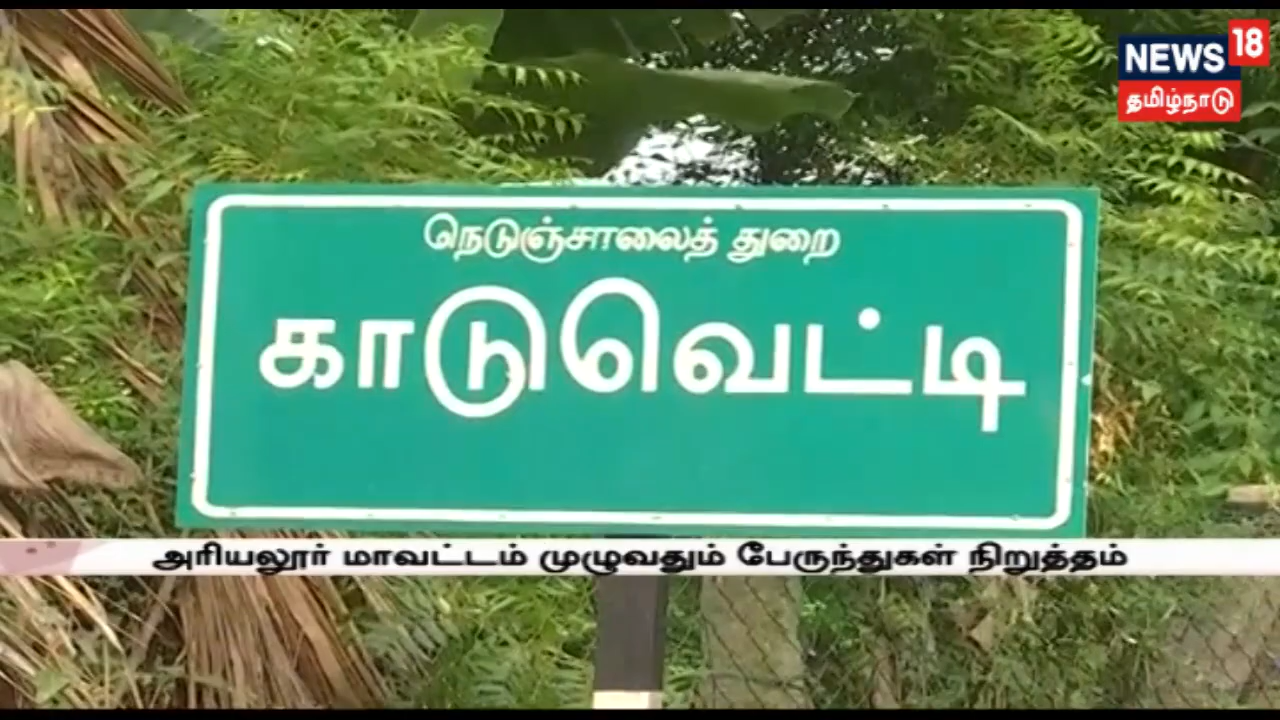 NEWS 18
தமிழ்நாடு
நெடுஞ்சாலைத் துறை
காடுவெட்டி
அரியலூர் மாவட்டம் முழுவதும் பேருந்துகள் நிறுத்தம்